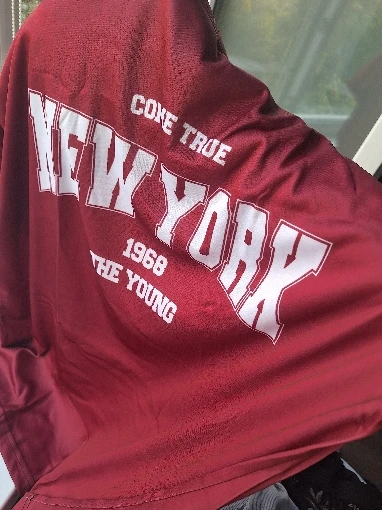 COME TRUE
NEW YORK
1968
THE YOUNG